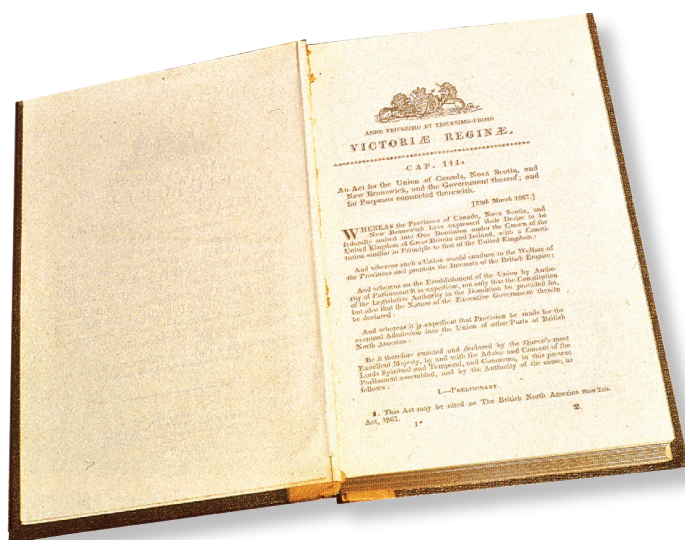 ANNO TRICESIMO ET TRICESIMO-PRIMO
VICTORIÆ REGINÆ.
CAP. III.
An Act for the Union of Canada, Nova Scotia, and
New Brunswick, and the Government thereof; and
for Purposes connected therewith.
[29th March 1867.]
WHEREAS the Provinces of Canada, Nova Scotia, and
New Brunswick have expressed their Desire to be
federally united into One Dominion under the Crown of the
United Kingdom of Great Britain and Ireland, with a Consti-
tution similar in Principle to that of the United Kingdom:
And whereas such a Union would conduce to the Welfare of
the Provinces and promote the Interests of the British Empire:
And whereas on the Establishment of the Union by Autho-
rity of Parliament it is expedient, not only that the Constitution
of the Legislative Authority in the Dominion be provided for,
but also that the Nature of the Executive Government therein
be declared:
And whereas it is expedient that Provision be made for the
eventual Admission into the Union of other Parts of British
North America:
Be it therefore enacted and declared by the Queen's most
Excellent Majesty, by and with the Advice and Consent of the
Lords Spiritual and Temporal, and Commons, in this present
Parliament assembled, and by the Authority of the same, as
follows:
I.—PRELIMINARY.
1. This Act may be cited as The British North America Short Title.
Act, 1867.
1* 2.